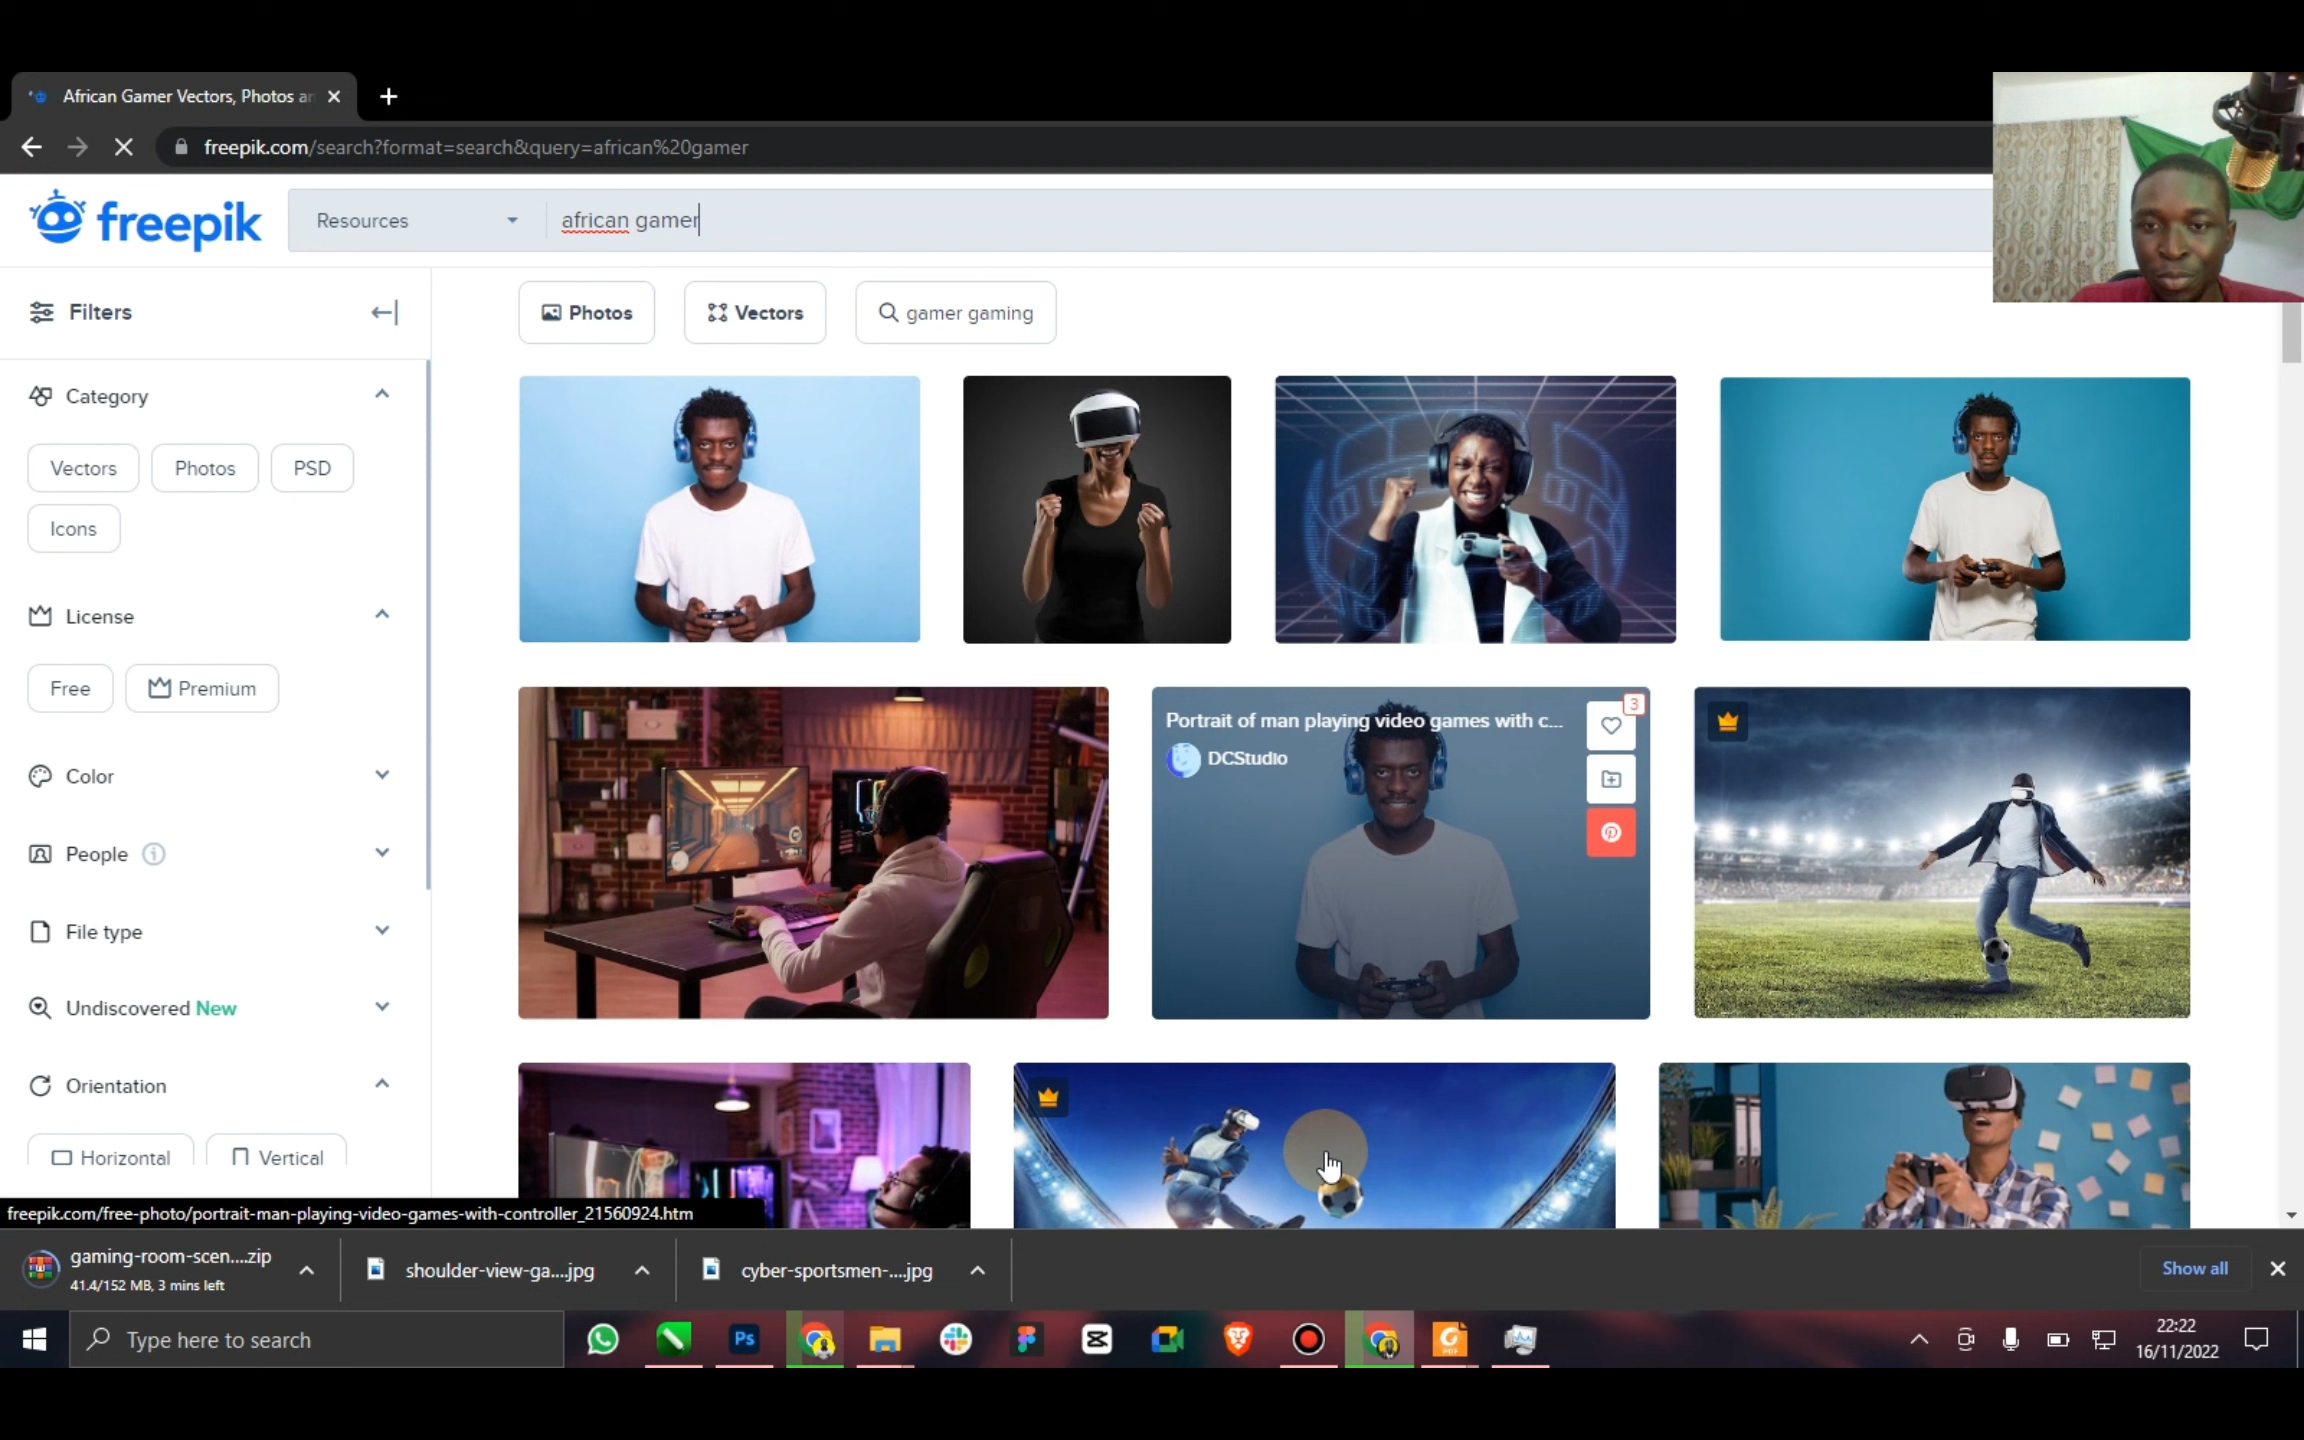 African Gamer Vectors, Photos an
freepik.com/search?format=search&query=african%20gamer
freepik
Resources
african gamer
Filters
Photos
Vectors
gamer gaming
Category
Vectors
Photos
PSD
Icons
License
Free
Premium
Portrait of man playing video games with c...
3
DCStudio
Color
People
File type
Undiscovered New
Orientation
Horizontal
Vertical
freepik.com/free-photo/portrait-man-playing-video-games-with-controller_21560924.htm
gaming-room-scen....zip
41.4/152 MB, 3 mins left
shoulder-view-ga....jpg
cyber-sportsmen-....jpg
Show all
Type here to search
Ps
PDF
22:22
16/11/2022